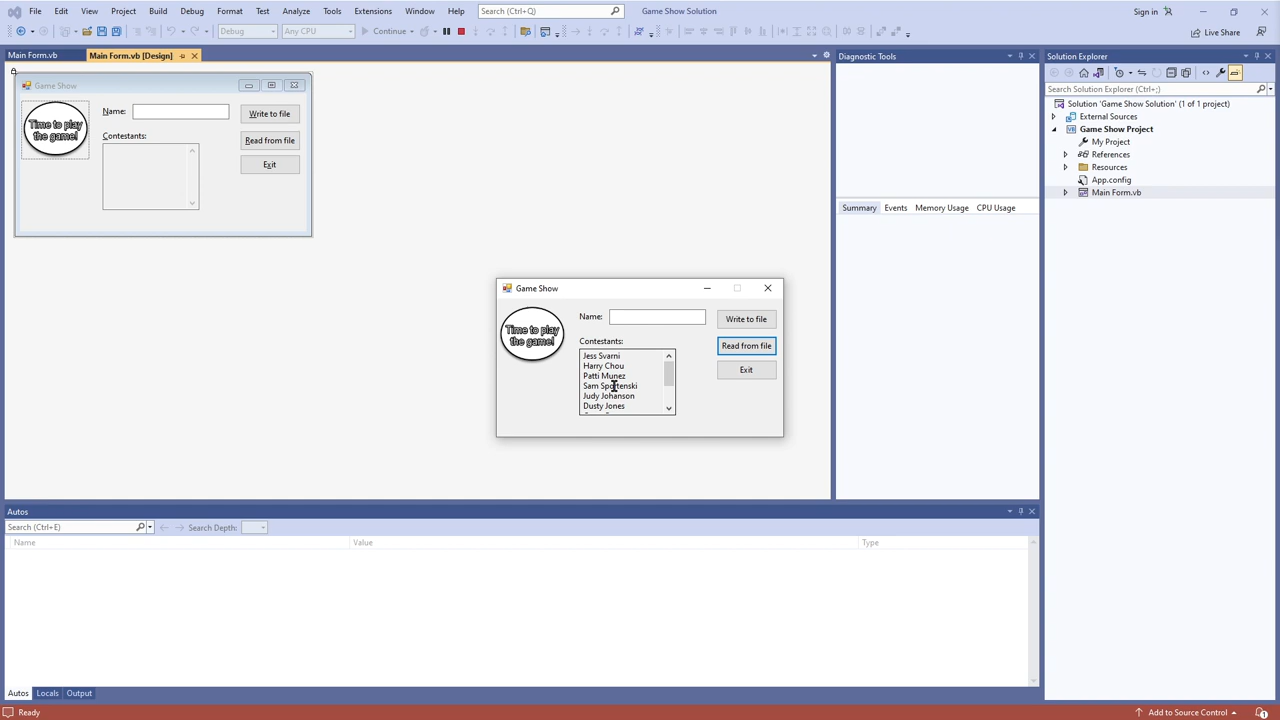 File Edit View Project Build Debug Format Test Analyze Tools Extensions Window Help Search (Ctrl+Q) Game Show Solution Sign in
Debug Any CPU Continue Live Share
Main Form.vb Main Form.vb [Design] Diagnostic Tools Solution Explorer
Search Solution Explorer (Ctrl+;)
Game Show
Time to play
the game!
Name:
Contestants:
Write to file
Read from file
Exit
Solution 'Game Show Solution' (1 of 1 project)
External Sources
Game Show Project
My Project
References
Resources
App.config
Main Form.vb
Summary Events Memory Usage CPU Usage
Game Show
Time to play
the game!
Name:
Contestants:
Jess Svarni
Harry Chou
Patti Munez
Judy Johanson
Dusty Jones
Write to file
Read from file
Exit
Autos
Search (Ctrl+E) Search Depth:
Name Value Type
Autos Locals Output
Ready Add to Source Control 1